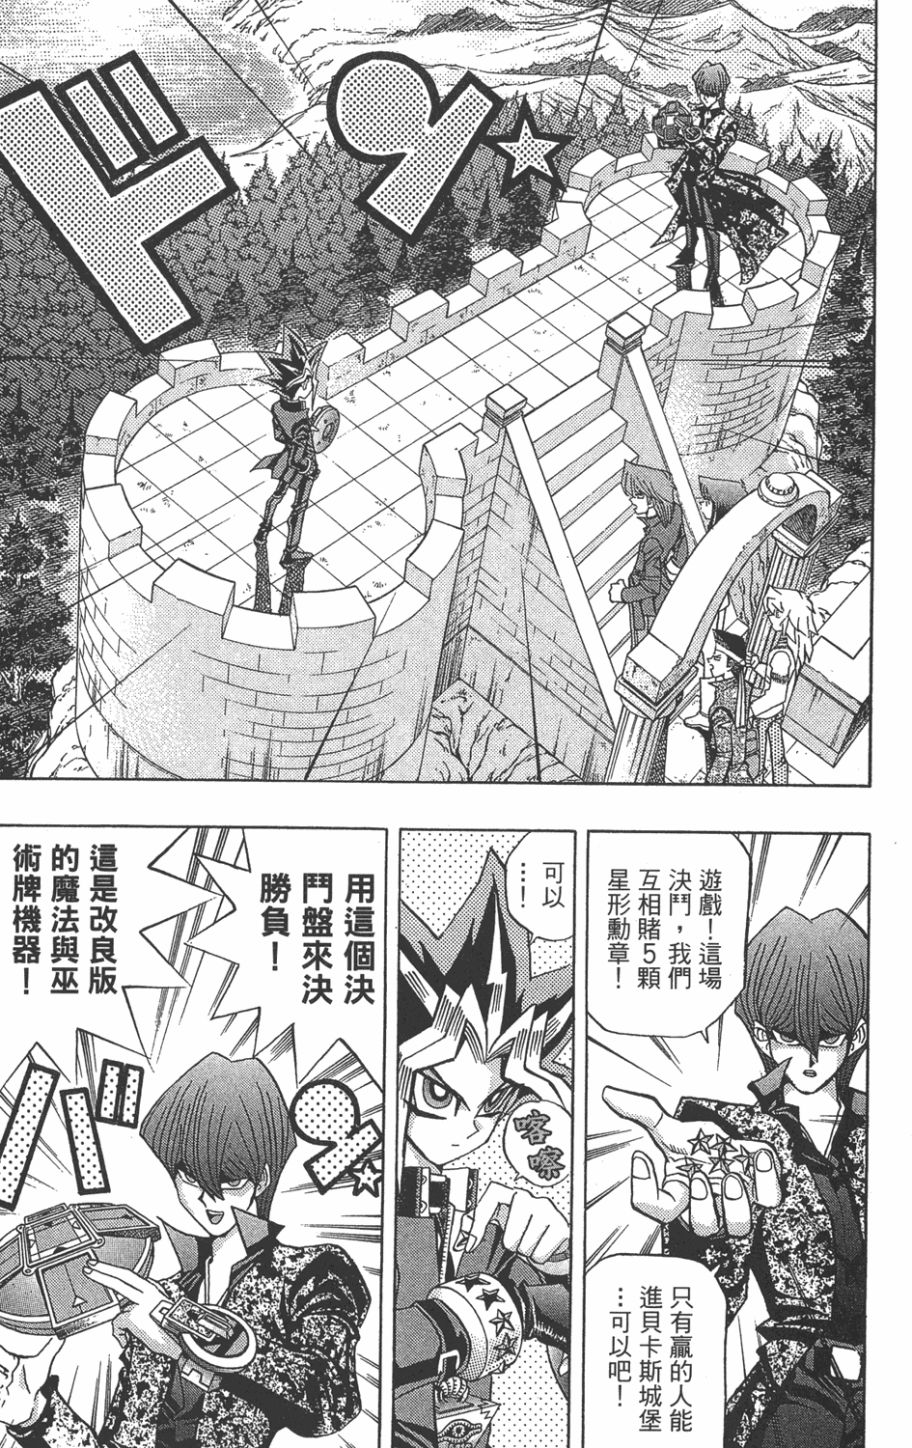 ドン
遊戲！這場
決鬥，我們
互相賭5顆
星形勳章！
只有贏的人能
進貝卡斯城堡
…可以吧！
可以
…！
喀嚓
用這個決
鬥盤來決
勝負！
這是改良版
的魔法與巫
術牌機器！
バン